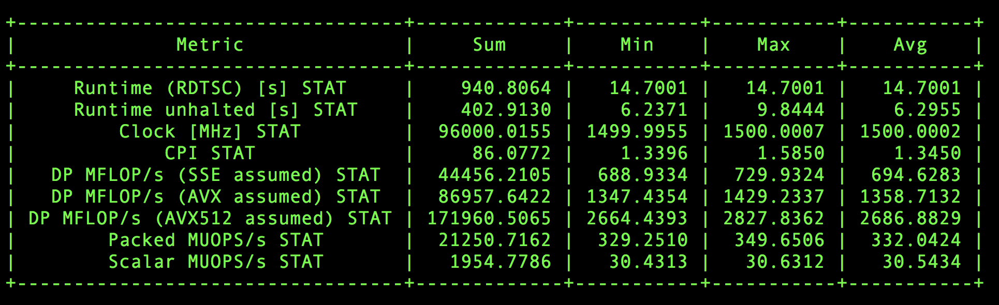 +----------------------------------+-------------+-----------+-----------+-----------+
|              Metric              |     Sum     |    Min    |    Max    |    Avg    |
+----------------------------------+-------------+-----------+-----------+-----------+
|     Runtime (RDTSC) [s] STAT     |    940.8064 |   14.7001 |   14.7001 |   14.7001 |
|     Runtime unhalted [s] STAT    |    402.9130 |    6.2371 |    9.8444 |    6.2955 |
|         Clock [MHz] STAT         |  96000.0155 | 1499.9955 | 1500.0007 | 1500.0002 |
|             CPI STAT             |     86.0772 |    1.3396 |    1.5850 |    1.3450 |
|   DP MFLOP/s (SSE assumed) STAT  |  44456.2105 |  688.9334 |  729.9324 |  694.6283 |
|   DP MFLOP/s (AVX assumed) STAT  |  86957.6422 | 1347.4354 | 1429.2337 | 1358.7132 |
| DP MFLOP/s (AVX512 assumed) STAT | 171960.5065 | 2664.4393 | 2827.8362 | 2686.8829 |
|        Packed MUOPS/s STAT       |  21250.7162 |  329.2510 |  349.6506 |  332.0424 |
|        Scalar MUOPS/s STAT       |   1954.7786 |   30.4313 |   30.6312 |   30.5434 |
+----------------------------------+-------------+-----------+-----------+-----------+